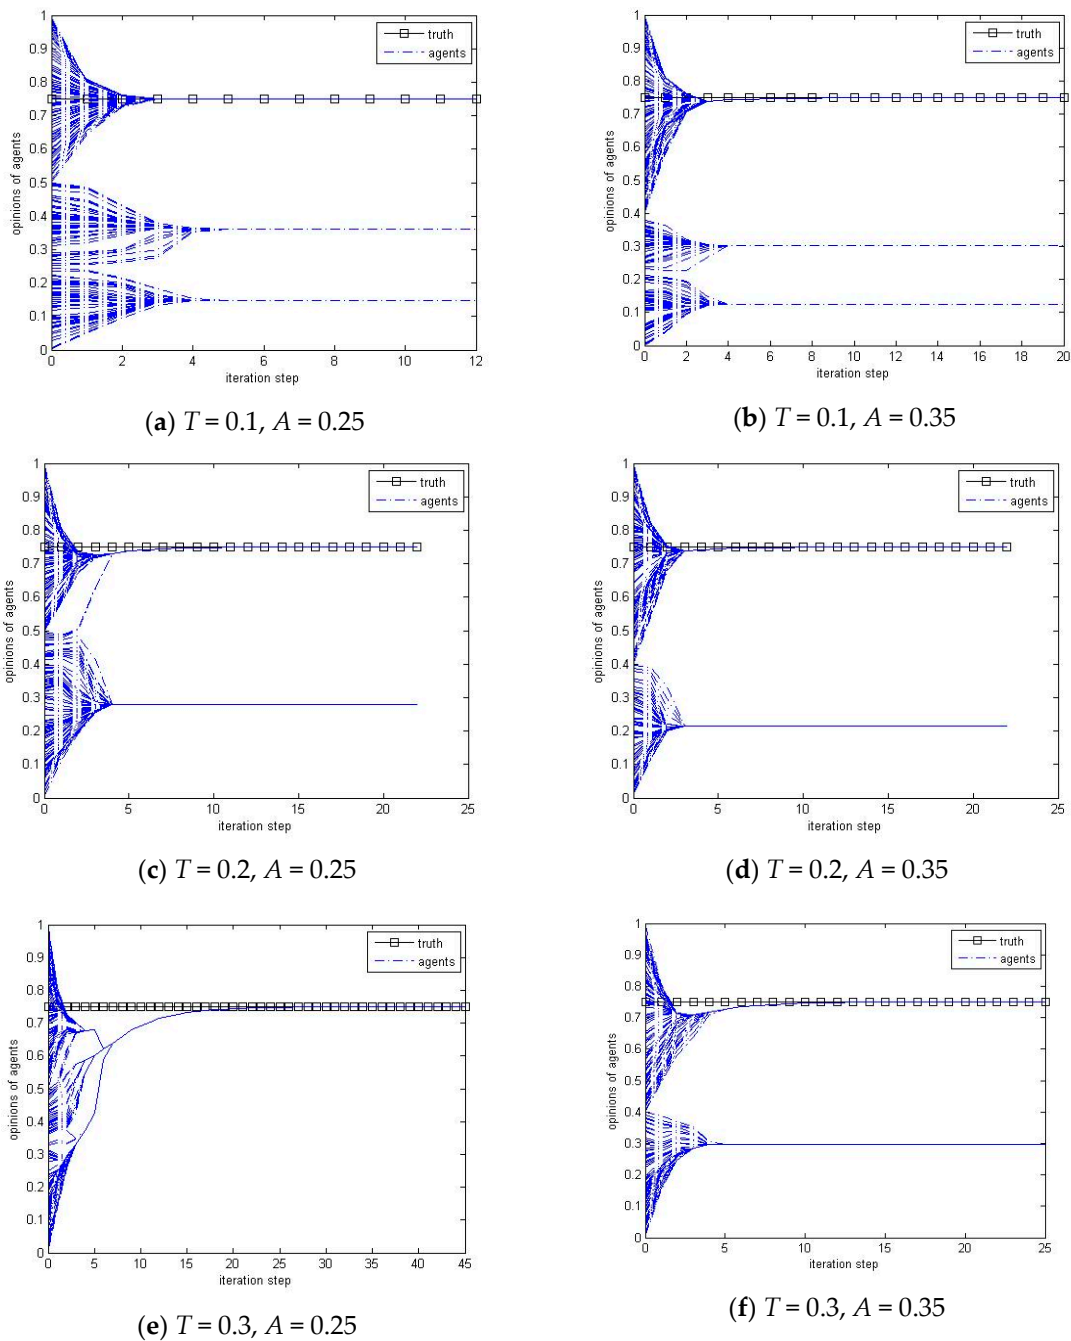 1
0.9
0.8
0.7
0.6
0.5
0.4
0.3
0.2
0.1
0
opinions of agents
0 2 4 6 8 10 12
iteration step
truth
agents
(a) T = 0.1, A = 0.25
1
0.9
0.8
0.7
0.6
0.5
0.4
0.3
0.2
0.1
0
opinions of agents
0 2 4 6 8 10 12 14 16 18 20
iteration step
truth
agents
(b) T = 0.1, A = 0.35
1
0.9
0.8
0.7
0.6
0.5
0.4
0.3
0.2
0.1
0
opinions of agents
0 5 10 15 20 25
iteration step
truth
agents
(c) T = 0.2, A = 0.25
1
0.9
0.8
0.7
0.6
0.5
0.4
0.3
0.2
0.1
0
opinions of agents
0 5 10 15 20 25
iteration step
truth
agents
(d) T = 0.2, A = 0.35
1
0.9
0.8
0.7
0.6
0.5
0.4
0.3
0.2
0.1
0
opinions of agents
0 5 10 15 20 25 30 35 40 45
iteration step
truth
agents
(e) T = 0.3, A = 0.25
1
0.9
0.8
0.7
0.6
0.5
0.4
0.3
0.2
0.1
0
opinions of agents
0 5 10 15 20 25
iteration step
truth
agents
(f) T = 0.3, A = 0.35